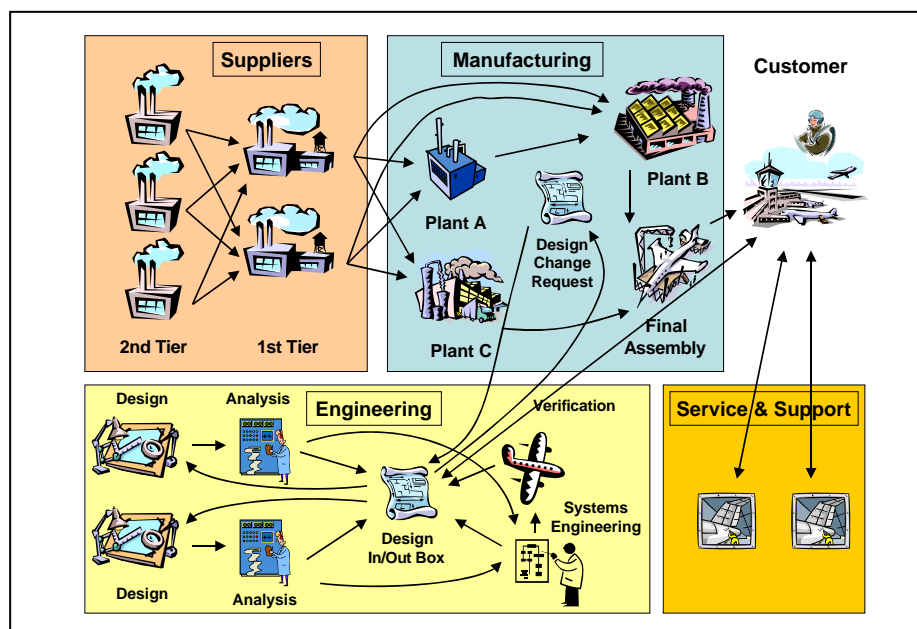 Suppliers
2nd Tier
1st Tier
Manufacturing
Plant A
Plant B
Design
Change
Request
Plant C
Final
Assembly
Customer
Engineering
Design
Analysis
Verification
Design
In/Out Box
Systems
Engineering
Design
Analysis
Service & Support